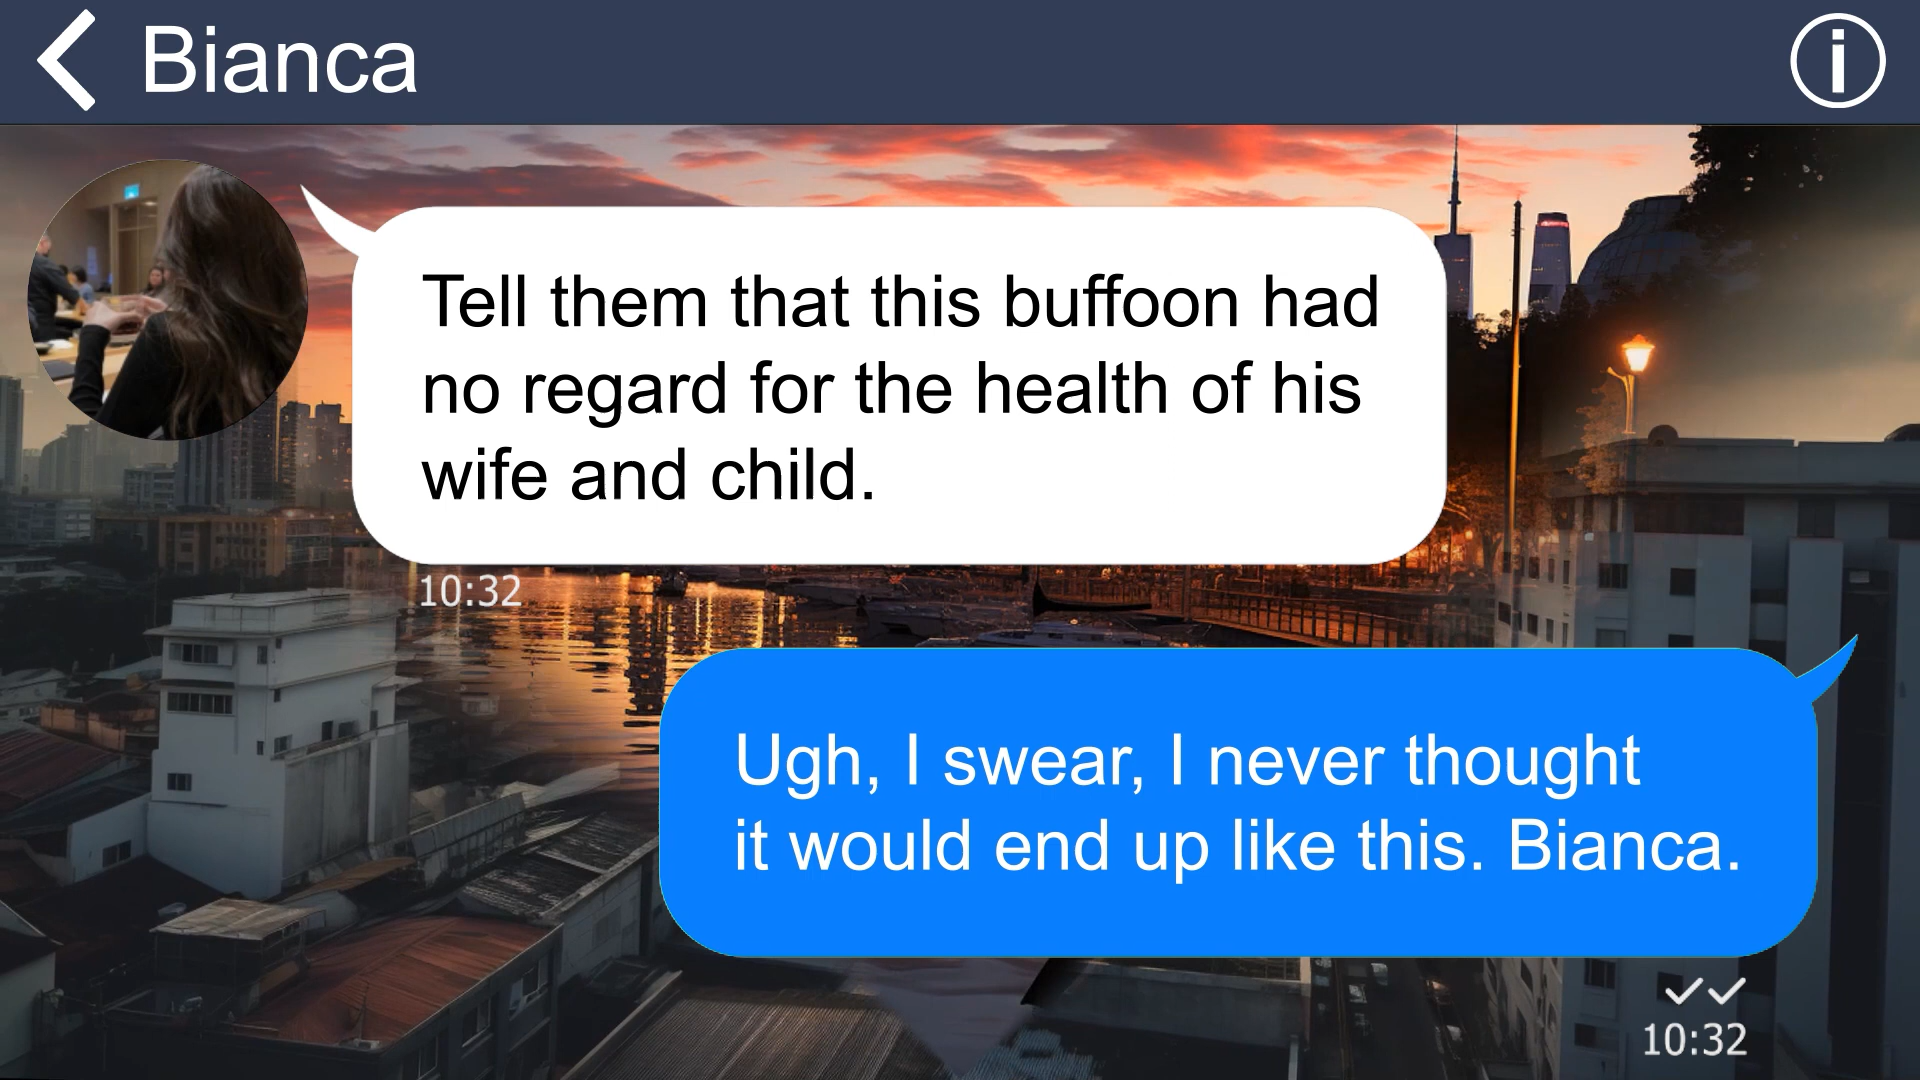 Bianca
Tell them that this buffoon had
no regard for the health of his
wife and child.
10:32
Ugh, I swear, I never thought
it would end up like this. Bianca.
10:32